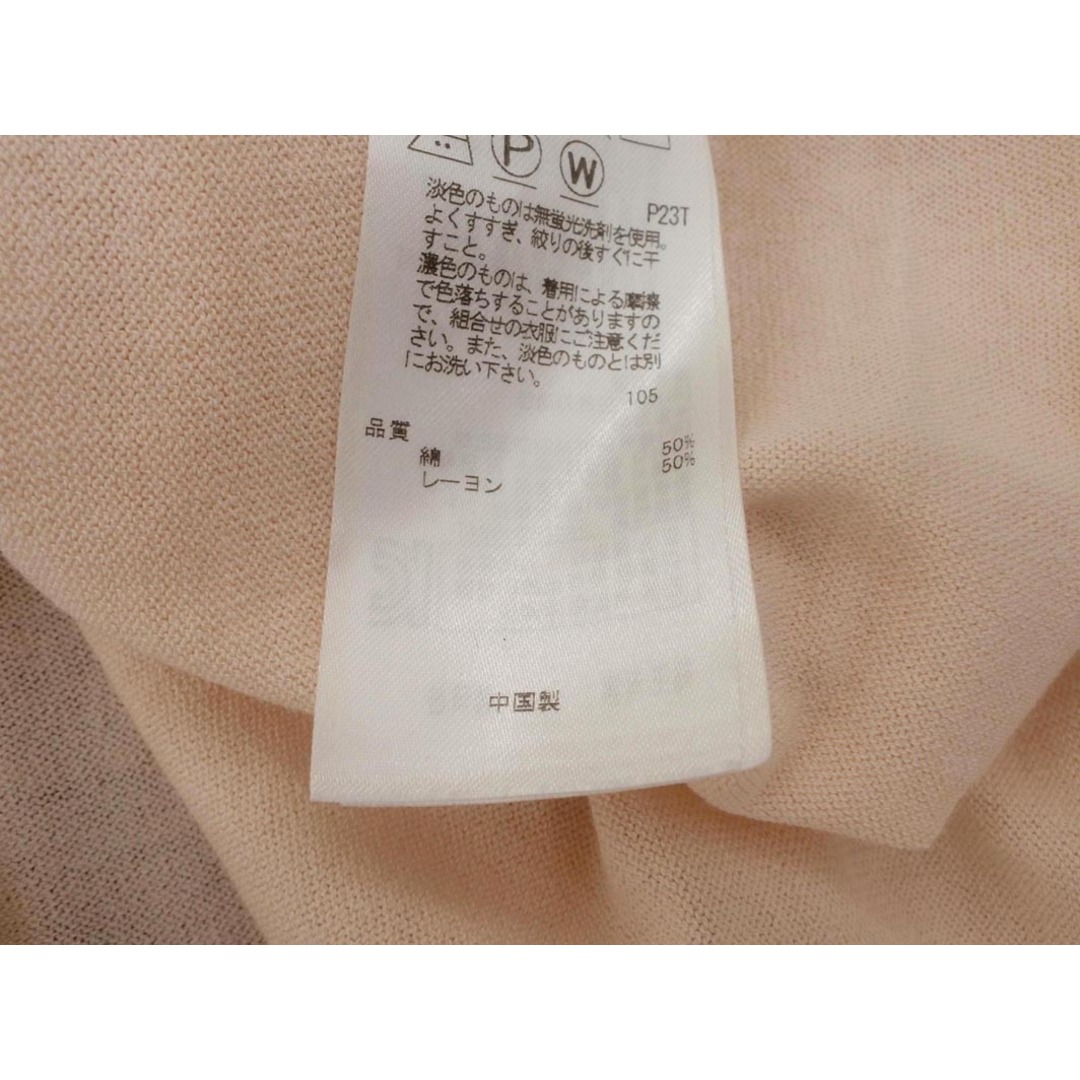 P
W
P23T
淡色のものは無蛍光洗剤を使用。
よくすすぎ、絞りの後すぐに干
すこと。
濃色のものは、着用による摩擦
で色落ちすることがありますの
で、組合せの衣服にご注意くだ
さい。また、淡色のものとは別
にお洗い下さい。
105
品質
綿 50%
レーヨン 50%
中国製